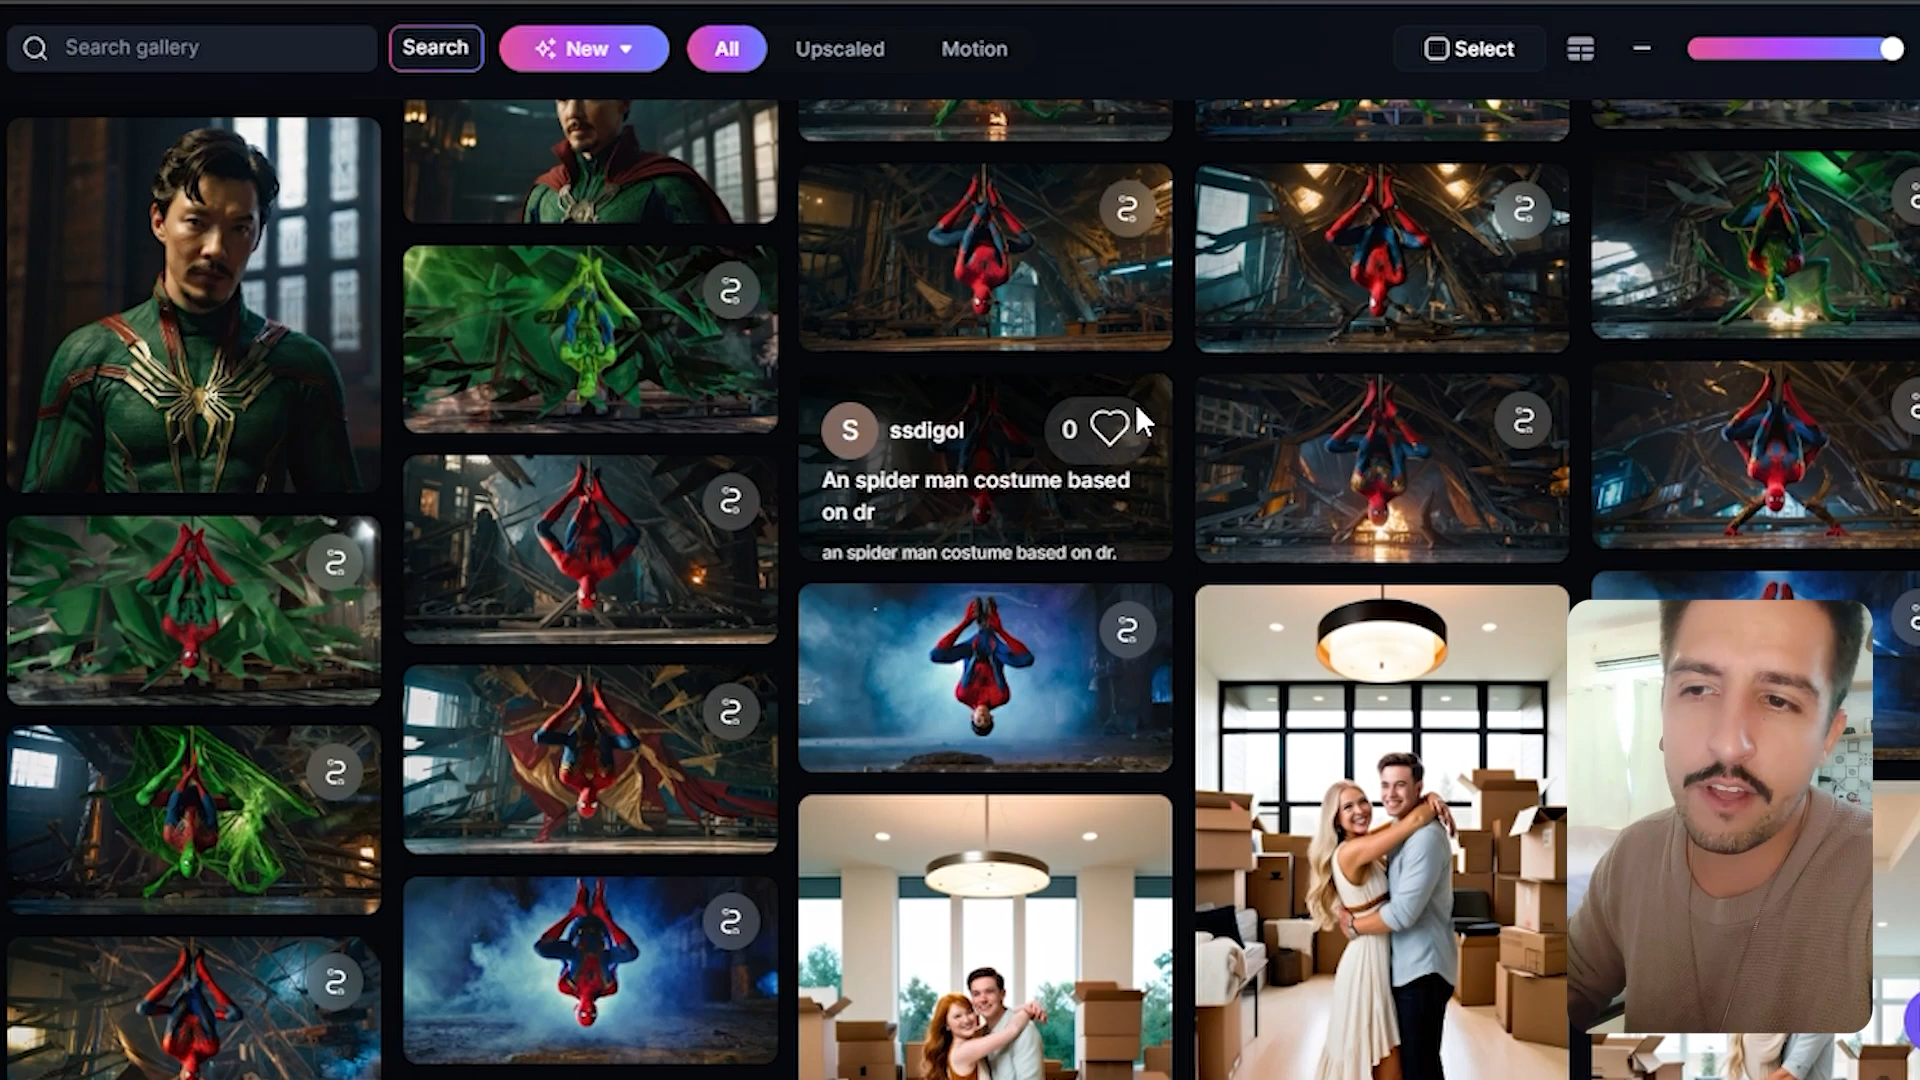 Search gallery
Search
New
All
Upscaled
Motion
Select
S
ssdigol
0
An spider man costume based
on dr
an spider man costume based on dr.